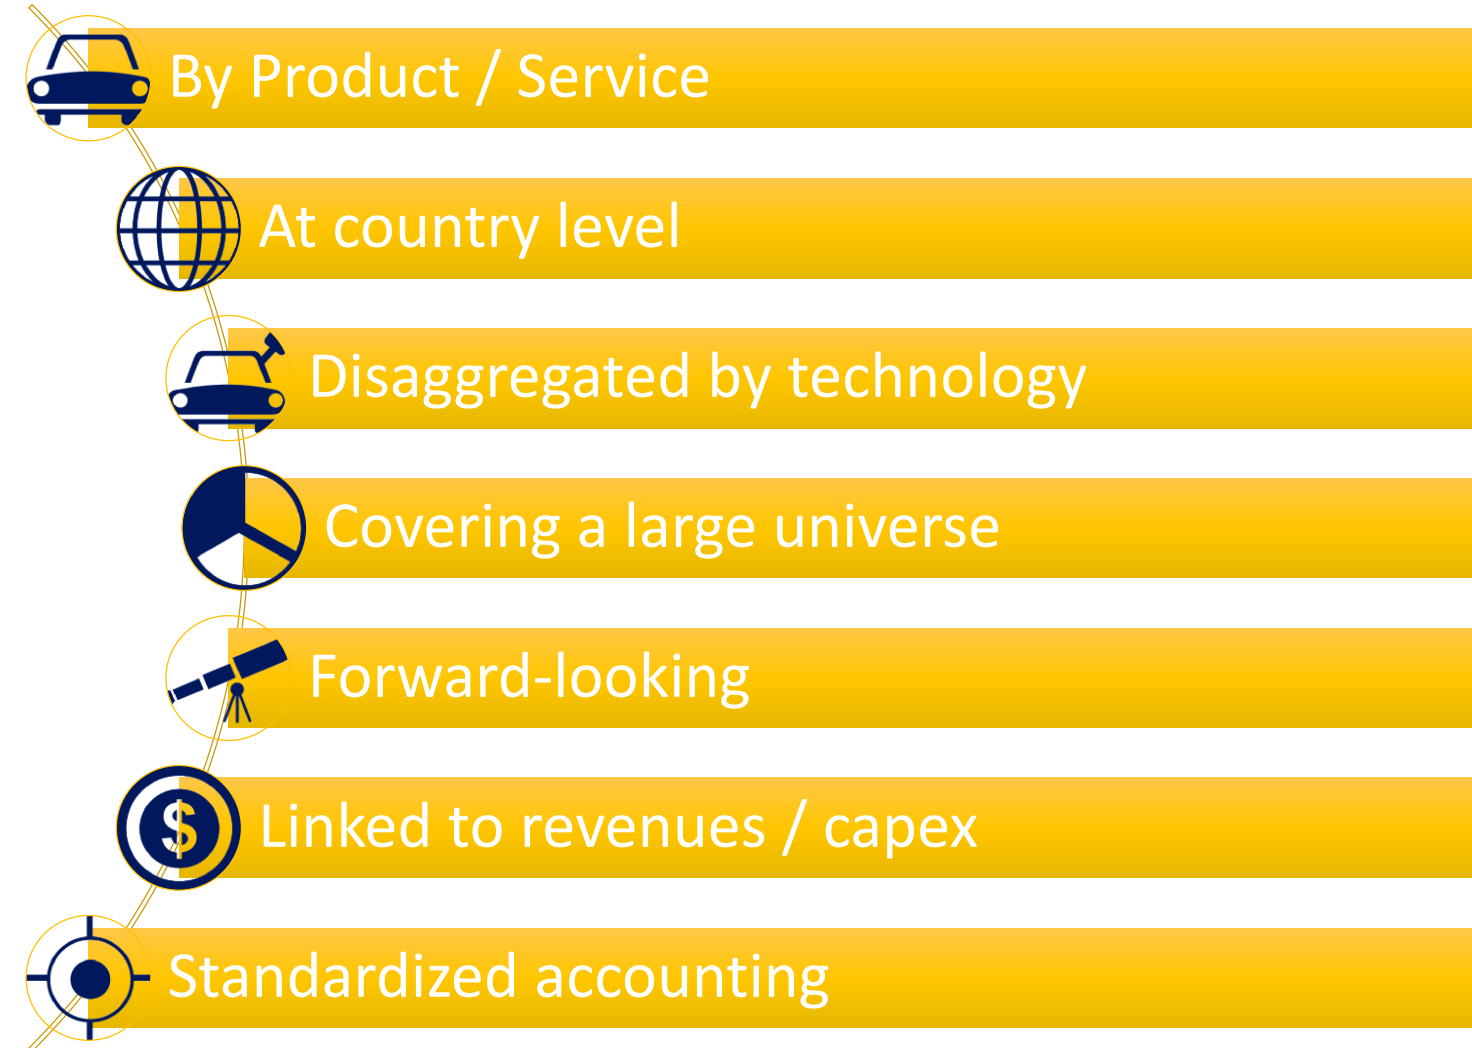 By Product / Service
At country level
Disaggregated by technology
Covering a large universe
Forward-looking
$
Linked to revenues / capex
Standardized accounting